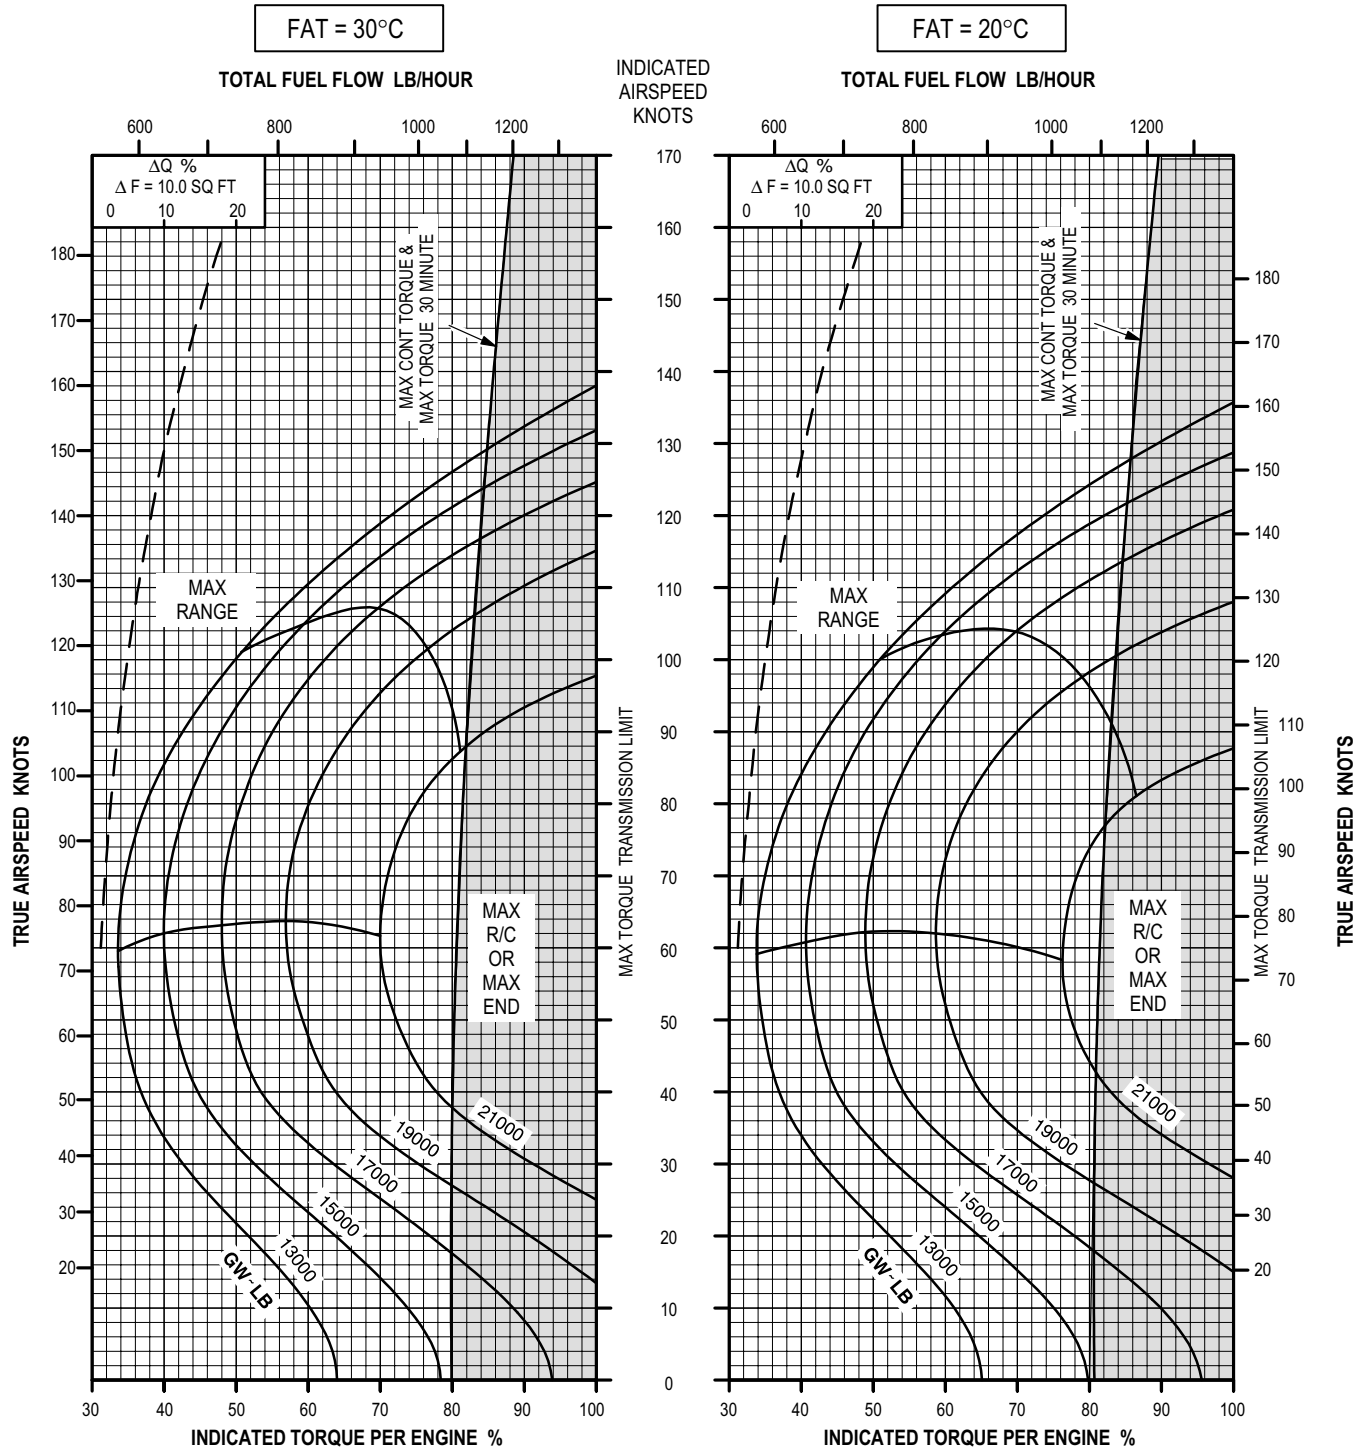 FAT = 30°C
TOTAL FUEL FLOW LB/HOUR
600 800 1000 1200
ΔQ %
Δ F = 10.0 SQ FT
0 10 20
MAX CONT TORQUE &
MAX TORQUE 30 MINUTE
180
170
160
150
140
130
120
110
100
90
80
70
60
50
40
30
20
TRUE AIRSPEED KNOTS
MAX
RANGE
MAX
R/C
OR
MAX
END
21000
19000
17000
15000
13000
GW~LB
MAX TORQUE TRANSMISSION LIMIT
30 40 50 60 70 80 90 100
INDICATED TORQUE PER ENGINE %
INDICATED
AIRSPEED
KNOTS
170
160
150
140
130
120
110
100
90
80
70
60
50
40
30
20
10
0
FAT = 20°C
TOTAL FUEL FLOW LB/HOUR
600 800 1000 1200
ΔQ %
Δ F = 10.0 SQ FT
0 10 20
MAX CONT TORQUE &
MAX TORQUE 30 MINUTE
MAX
RANGE
MAX
R/C
OR
MAX
END
21000
19000
17000
15000
13000
GW~LB
MAX TORQUE TRANSMISSION LIMIT
180
170
160
150
140
130
120
110
100
90
80
70
60
50
40
30
20
TRUE AIRSPEED KNOTS
30 40 50 60 70 80 90 100
INDICATED TORQUE PER ENGINE %